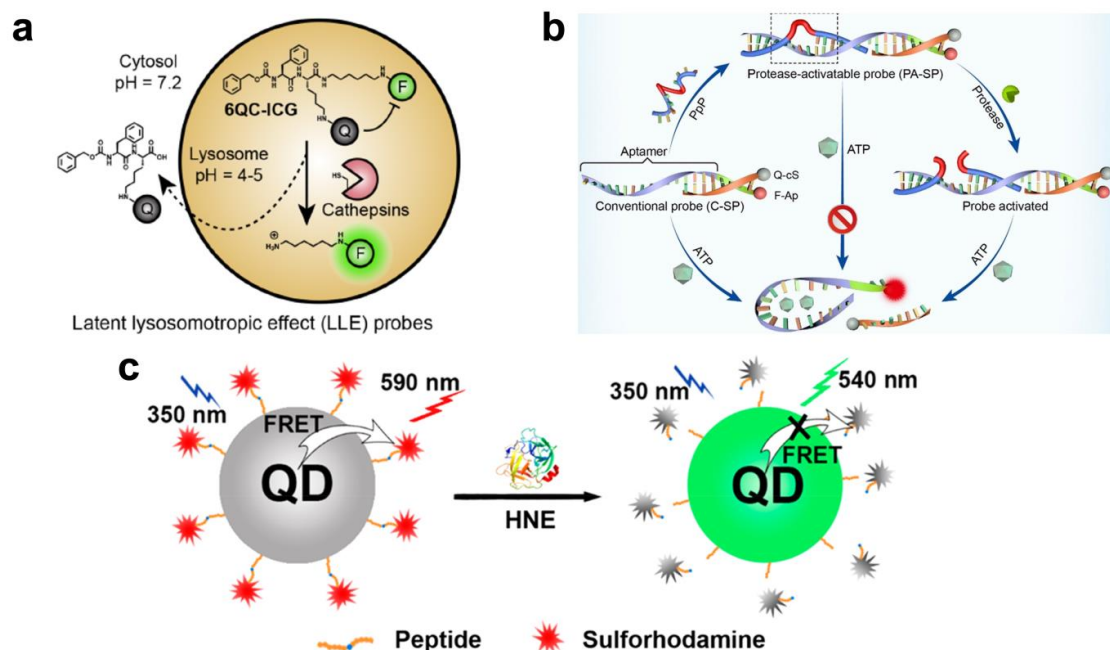 a
Cytosol
pH = 7.2
6QC-ICG
F
Q
Lysosome
pH = 4-5
HS
Cathepsins
Q
H₃N
F
Latent lysosomotropic effect (LLE) probes
b
Protease-activatable probe (PA-SP)
PpP
Protease
ATP
Aptamer
Q-cS
F-Ap
Conventional probe (C-SP)
Probe activated
ATP
ATP
c
350 nm
590 nm
FRET
QD
HNE
350 nm
540 nm
FRET
QD
Peptide
Sulforhodamine